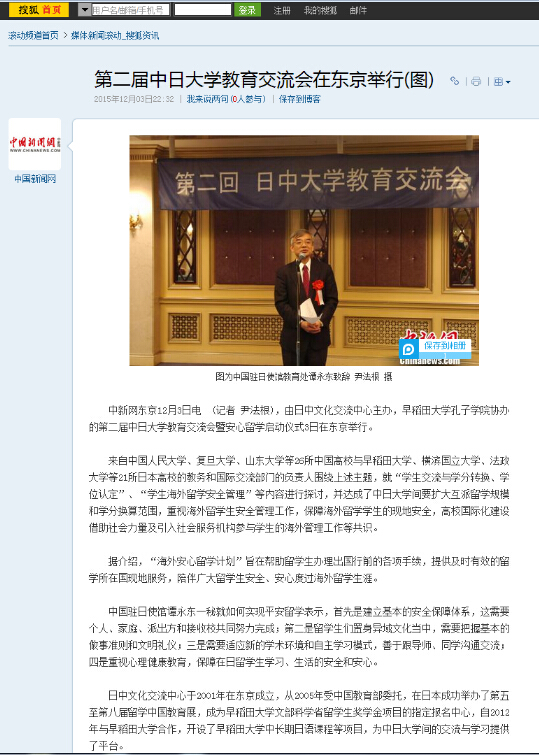 搜狐 首页
用户名/邮箱/手机号
登录
注册
我的搜狐
邮件
滚动频道首页 > 媒体新闻滚动_搜狐资讯
第二届中日大学教育交流会在东京举行(图)
2015年12月03日22:32 | 我来说两句(0人参与) | 保存到博客
中国新闻网
WWW.CHINANEWS.COM
中国新闻网
第二回 日中大学教育交流会
保存到相册
Chinanews.com
图为中国驻日使馆教育处谭永东致辞 尹法根 摄
中新网东京12月3日电 (记者 尹法根)，由日中文化交流中心主办，早稻田大学孔子学院协办
的第二届中日大学教育交流会暨安心留学启动仪式3日在东京举行。
来自中国人民大学、复旦大学、山东大学等26所中国高校与早稻田大学、横滨国立大学、法政
大学等21所日本高校的教务和国际交流部门的负责人围绕上述主题，就“学生交流与学分转换、学
位认定”、“学生海外留学安全管理”等内容进行探讨，并达成了中日大学间要扩大互派留学规模
和学分换算范围，重视海外留学生安全管理工作，保障海外留学学生的现地安全，高校国际化建设
借助社会力量及引入社会服务机构参与学生的海外管理工作等共识。
据介绍，“海外安心留学计划”旨在帮助留学生办理出国行前的各项手续，提供及时有效的留
学所在国现地服务，陪伴广大留学生安全、安心度过海外留学生涯。
中国驻日使馆谭永东一秘就如何实现平安留学表示，首先是建立基本的安全保障体系，这需要
个人、家庭、派出方和接收校共同努力完成；第二是留学生们置身异域文化当中，需要把握基本的
做事准则和文明礼仪；三是需要适应新的学术环境和自主学习模式，善于跟导师、同学沟通交流；
四是重视心理健康教育，保障在日留学生学习、生活的安全和安心。
日中文化交流中心于2001年在东京成立，从2005年受中国教育部委托，在日本成功举办了第五
至第八届留学中国教育展，成为早稻田大学文部科学省留学生奖学金项目的指定报名中心，自2012
年与早稻田大学合作，开设了早稻田大学中长期日语课程等项目，为中日大学间的交流与学习提供
了平台。